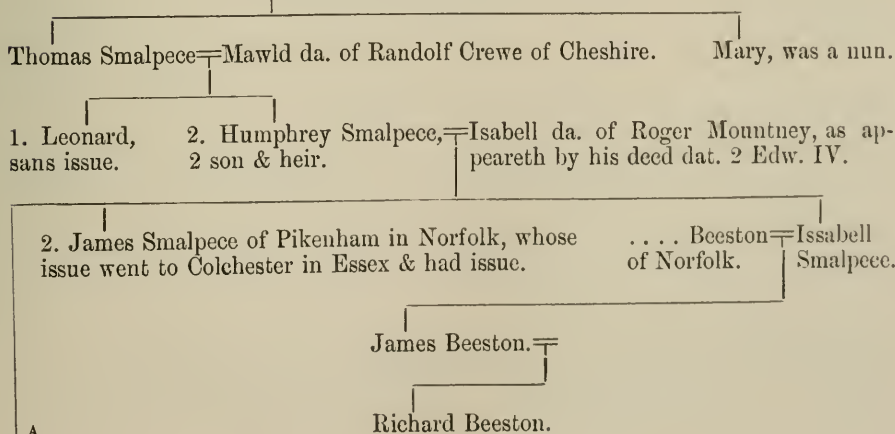 Thomas Smalpece=Mawld da. of Randolf Crewe of Cheshire. Mary, was a nun.
1. Leonard, sans issue.
2. Humphrey Smalpece,=Isabell da. of Roger Mountney, as ap-
2 son & heir. peareth by his deed dat. 2 Edw. IV.
2. James Smalpece of Pikenham in Norfolk, whose
issue went to Colchester in Essex & had issue.
.... Beeston=Issabell
of Norfolk. Smalpece.
James Beeston.=
Richard Beeston.
A